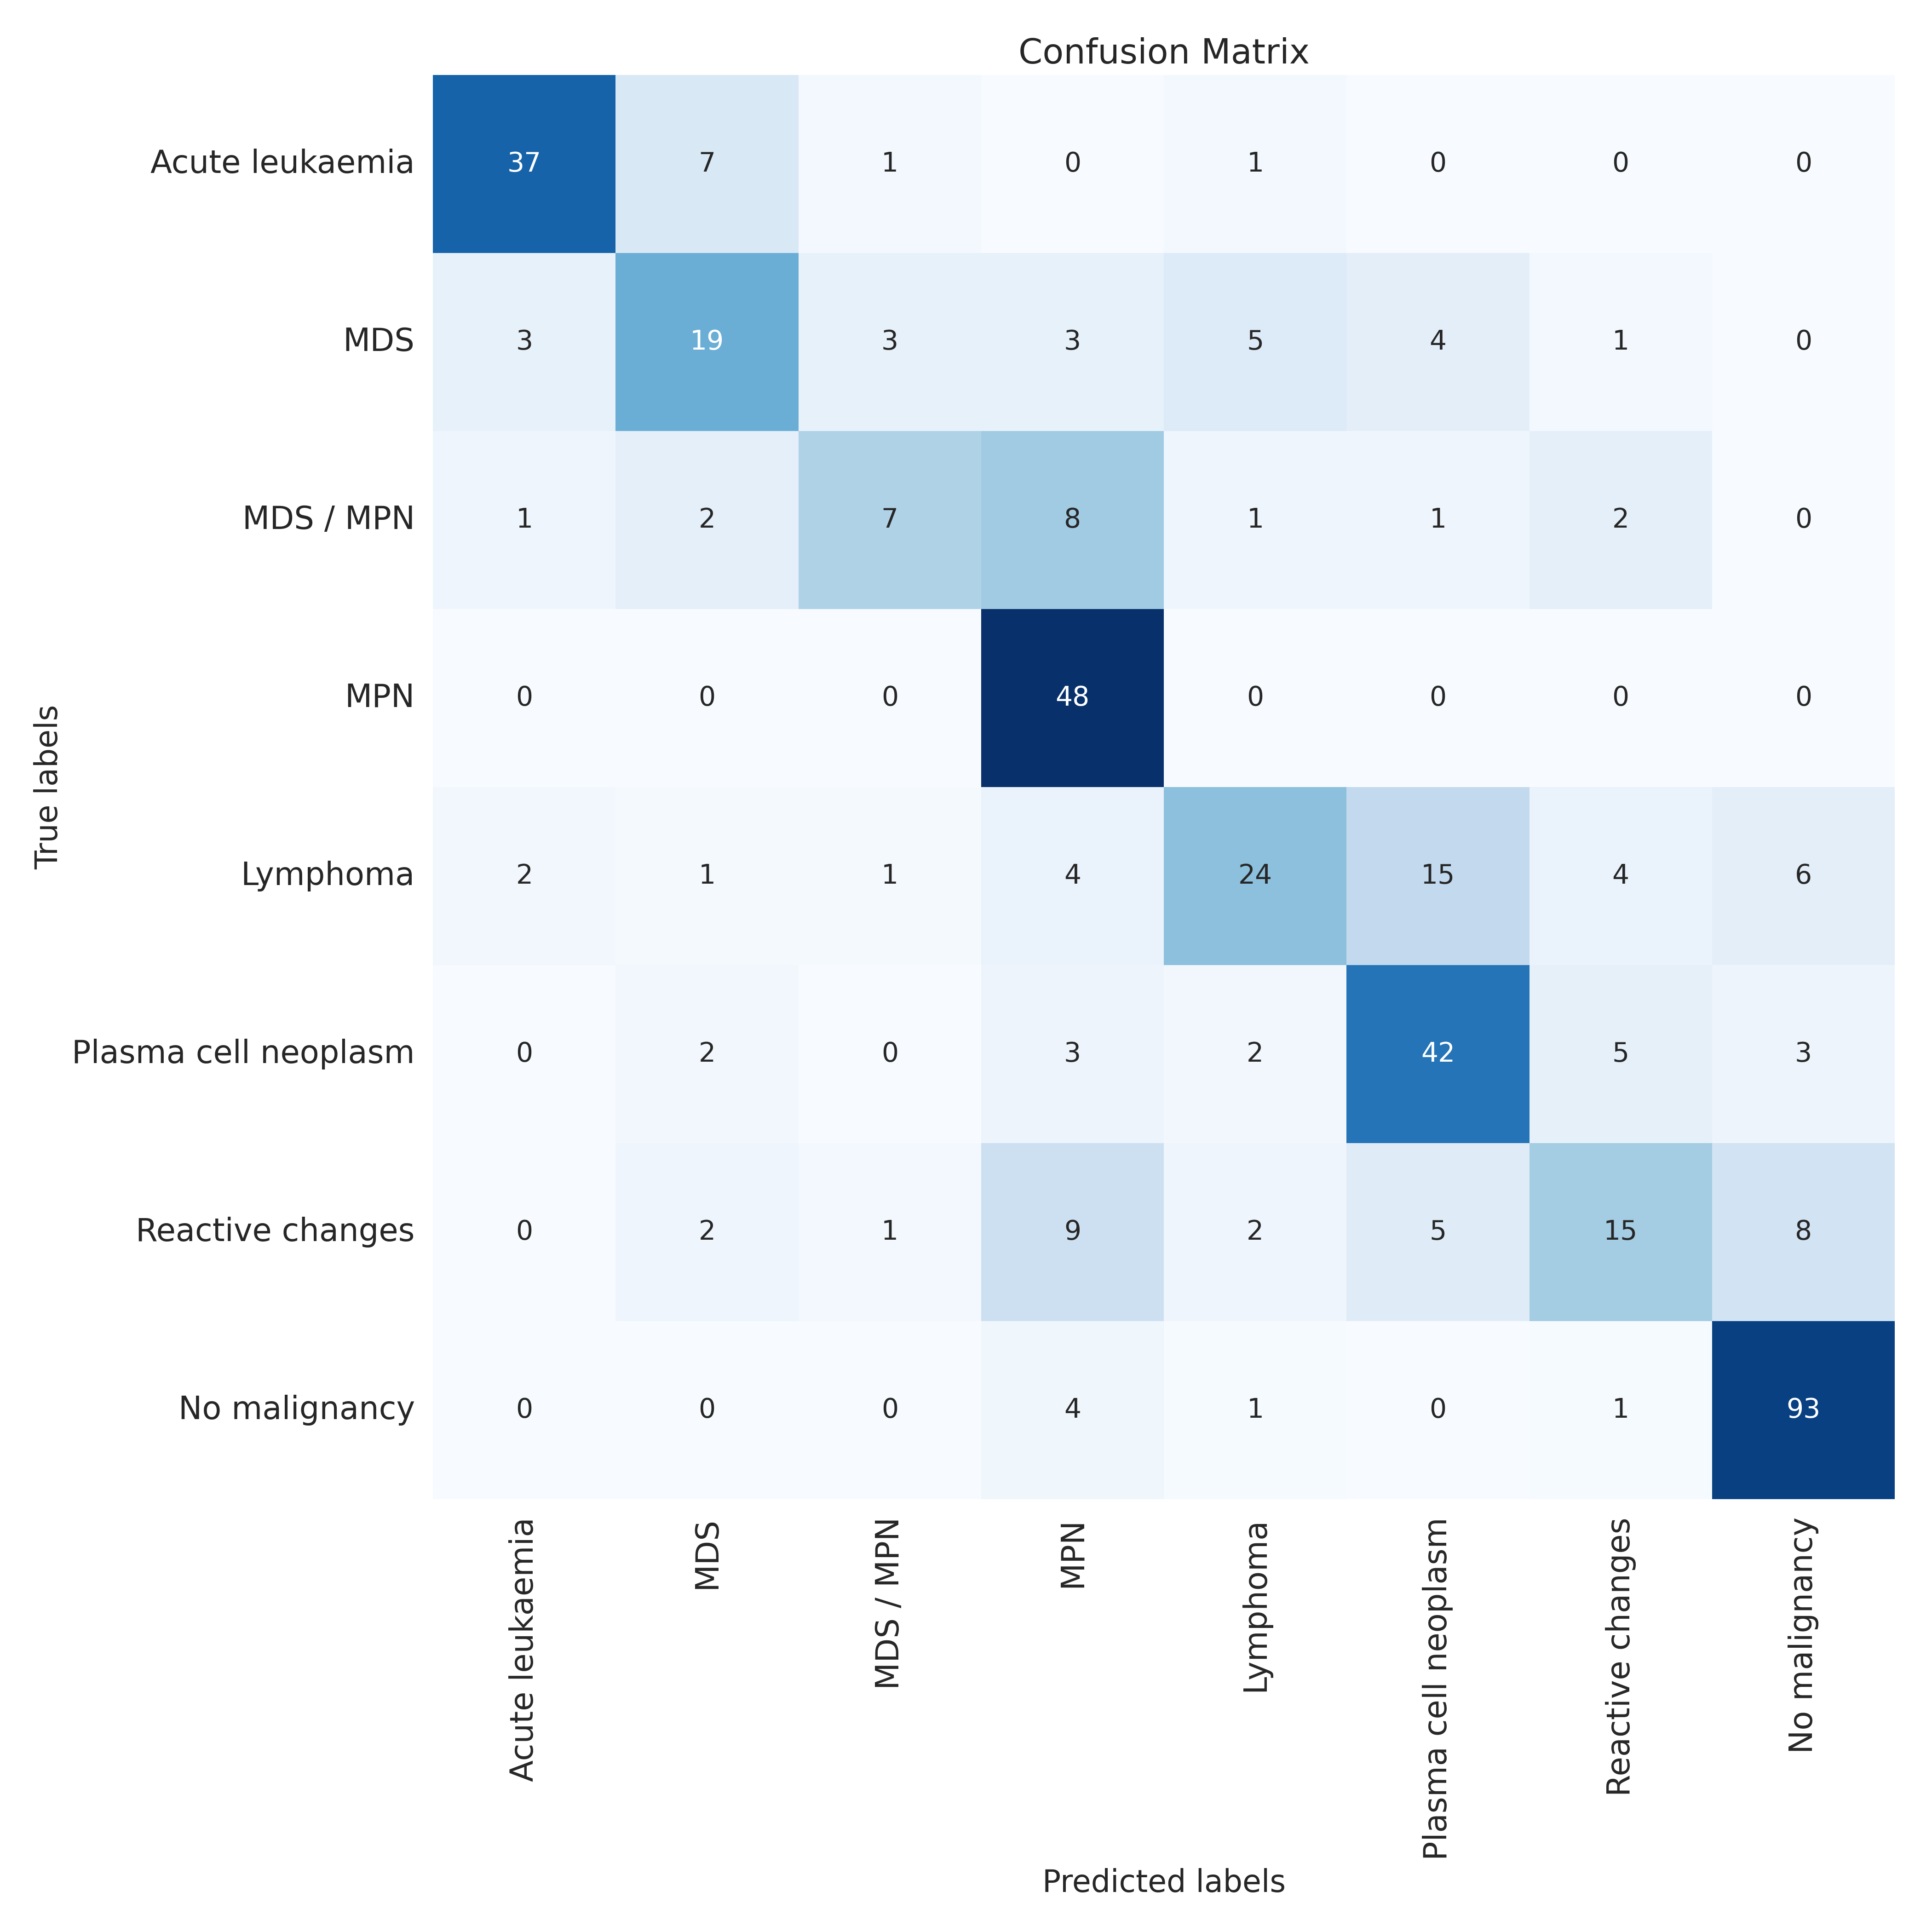 Confusion Matrix
True labels
Acute leukaemia 37 7 1 0 1 0 0 0
MDS 3 19 3 3 5 4 1 0
MDS / MPN 1 2 7 8 1 1 2 0
MPN 0 0 0 48 0 0 0 0
Lymphoma 2 1 1 4 24 15 4 6
Plasma cell neoplasm 0 2 0 3 2 42 5 3
Reactive changes 0 2 1 9 2 5 15 8
No malignancy 0 0 0 4 1 0 1 93
Acute leukaemia
MDS
MDS / MPN
MPN
Lymphoma
Plasma cell neoplasm
Reactive changes
No malignancy
Predicted labels